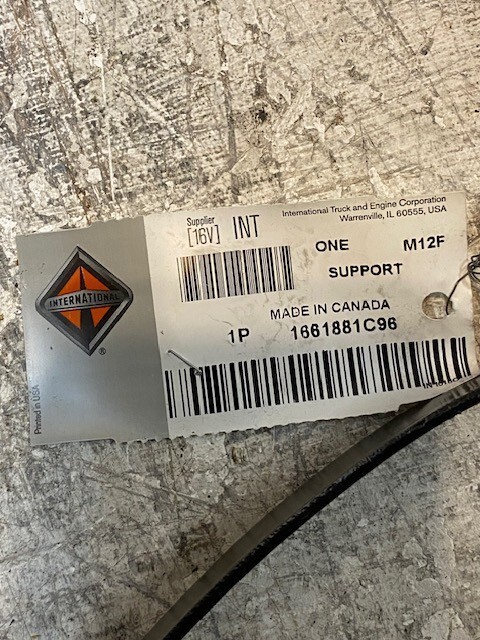 International Truck and Engine Corporation
Warrenville, IL 60555, USA
Supplier
[16V] INT
ONE M12F
SUPPORT
MADE IN CANADA
1P 1661881C96
INTERNATIONAL
®
Printed in USA